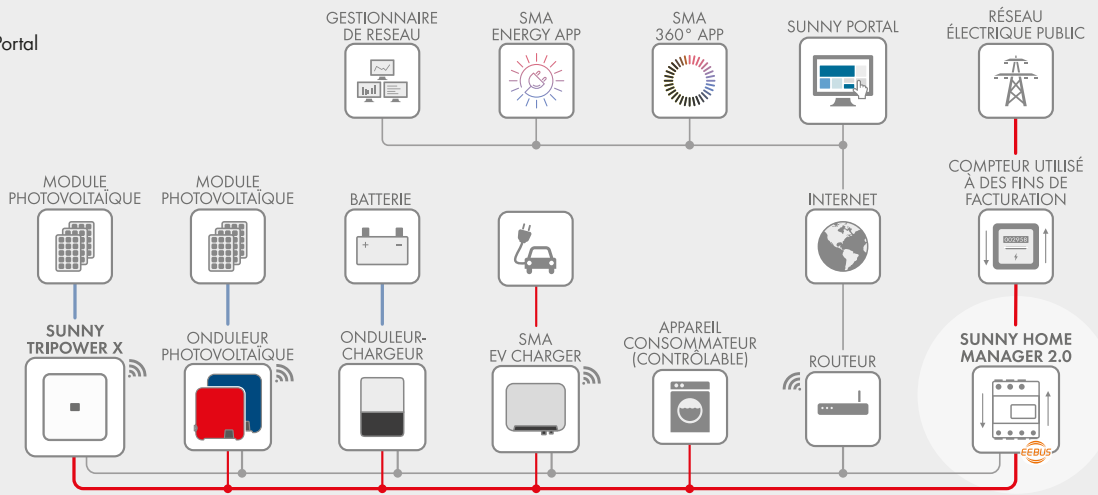 Portal
GESTIONNAIRE
DE RESEAU
SMA
ENERGY APP
SMA
360° APP
SUNNY PORTAL
RÉSEAU
ÉLECTRIQUE PUBLIC
MODULE
PHOTOVOLTAÏQUE
MODULE
PHOTOVOLTAÏQUE
BATTERIE
INTERNET
COMPTEUR UTILISÉ
À DES FINS DE
FACTURATION
002938
SUNNY
TRIPOWER X
ONDULEUR
PHOTOVOLTAÏQUE
ONDULEUR-
CHARGEUR
SMA
EV CHARGER
APPAREIL
CONSOMMATEUR
(CONTRÔLABLE)
ROUTEUR
SUNNY HOME
MANAGER 2.0
EEBUS